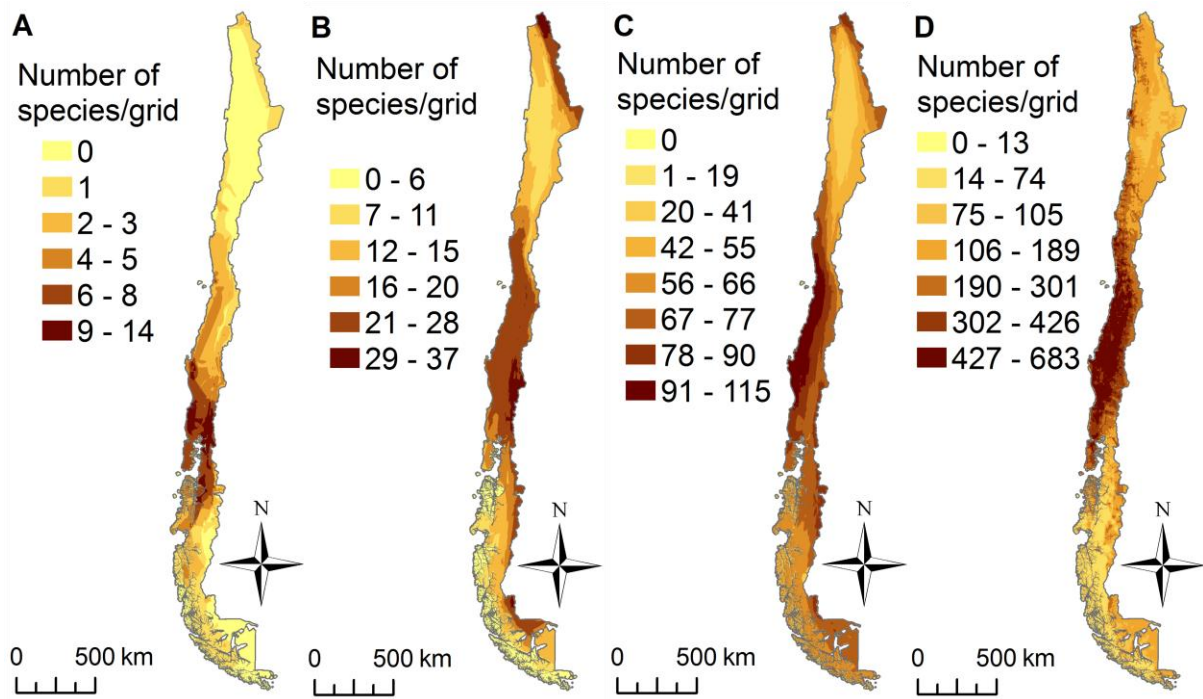 A
Number of
species/grid
0
1
2 - 3
4 - 5
6 - 8
9 - 14
N
0 500 km
B
Number of
species/grid
0 - 6
7 - 11
12 - 15
16 - 20
21 - 28
29 - 37
N
0 500 km
C
Number of
species/grid
0
1 - 19
20 - 41
42 - 55
56 - 66
67 - 77
78 - 90
91 - 115
N
0 500 km
D
Number of
species/grid
0 - 13
14 - 74
75 - 105
106 - 189
190 - 301
302 - 426
427 - 683
N
0 500 km